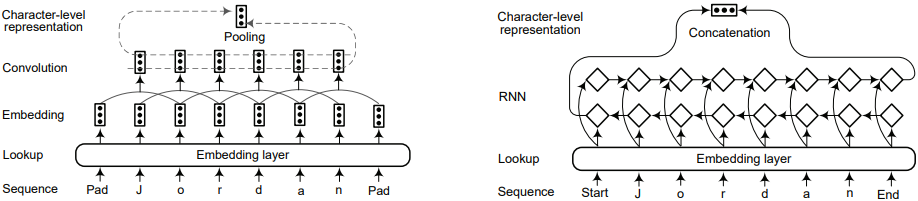 Character-level
representation
Pooling
Convolution
Embedding
Lookup
Embedding layer
Sequence Pad J o r d a n Pad
Character-level
representation
Concatenation
RNN
Lookup
Embedding layer
Sequence Start J o r d a n End